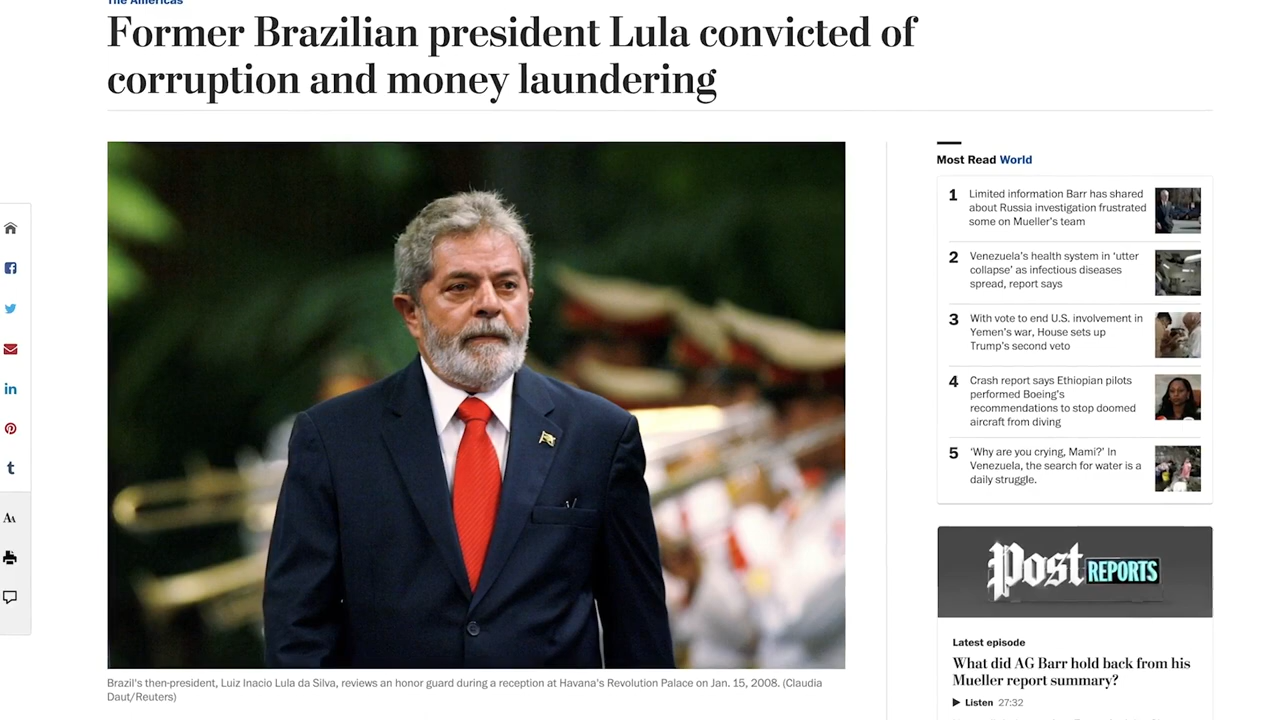 The Americas
Former Brazilian president Lula convicted of
corruption and money laundering
Brazil's then-president, Luiz Inacio Lula da Silva, reviews an honor guard during a reception at Havana's Revolution Palace on Jan. 15, 2008. (Claudia
Daut/Reuters)
Most Read World
1 Limited information Barr has shared
about Russia investigation frustrated
some on Mueller's team
2 Venezuela's health system in ‘utter
collapse’ as infectious diseases
spread, report says
3 With vote to end U.S. involvement in
Yemen's war, House sets up
Trump's second veto
4 Crash report says Ethiopian pilots
performed Boeing's
recommendations to stop doomed
aircraft from diving
5 ‘Why are you crying, Mami?’ In
Venezuela, the search for water is a
daily struggle.
Post REPORTS
Latest episode
What did AG Barr hold back from his
Mueller report summary?
Listen 27:32